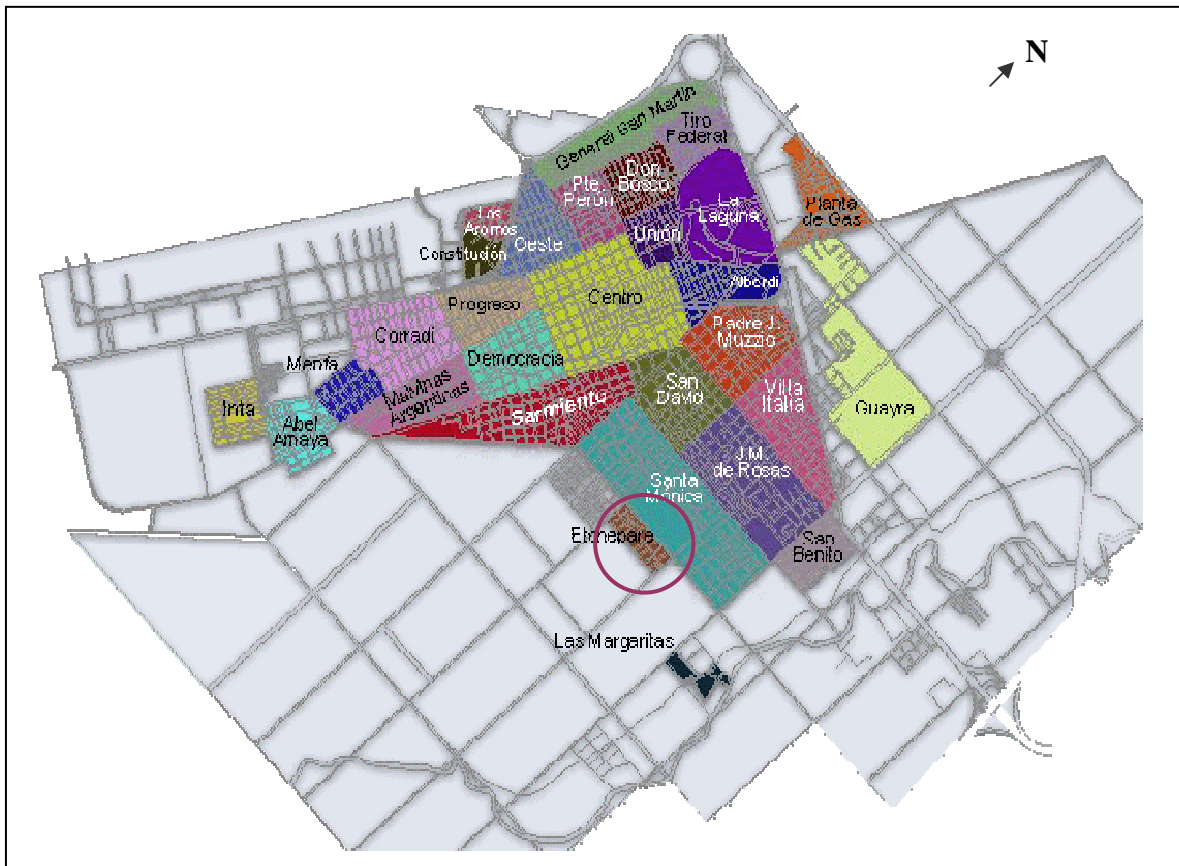 N
General San Martín
Tiro
Federal
Don
Bosco
Pte.
Perón
La
Laguna
Planta
de Gas
Los
Aromos
Unión
Oeste
Constitución
Alberdi
Centro
Progreso
Padre J.
Muzzio
Corradi
Democracia
Menfa
San
David
Villa
Italia
Malvinas
Argentinas
Sarmiento
Guayra
Inta
Abel
Amaya
J.M.
de Rosas
Santa
Mónica
Etchepare
San
Benito
Las Margaritas